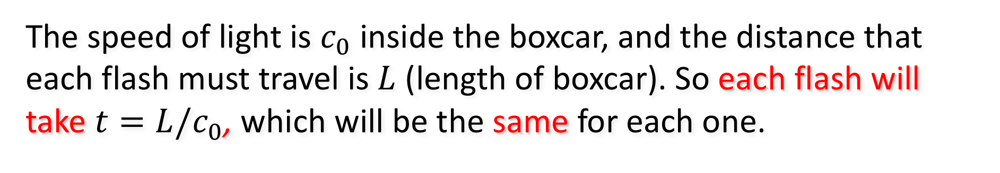 The speed of light is c₀ inside the boxcar, and the distance that
each flash must travel is L (length of boxcar). So each flash will
take t = L/c₀, which will be the same for each one.